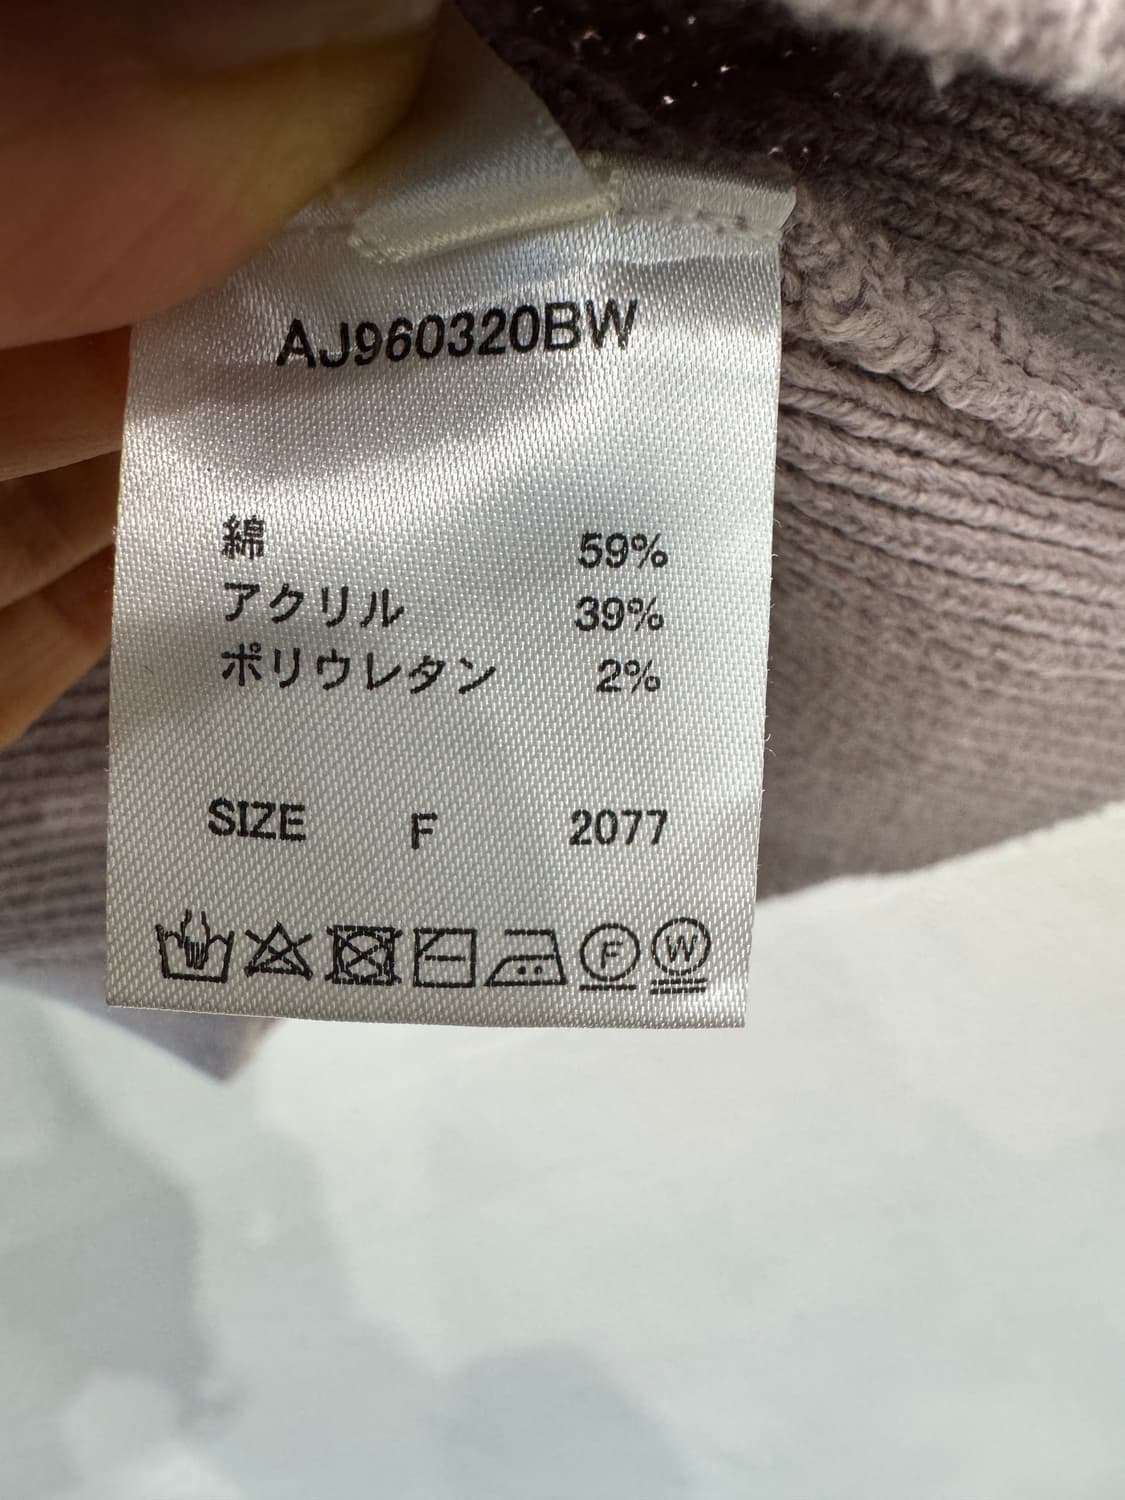 AJ960320BW
綿 59%
アクリル 39%
ポリウレタン 2%
SIZE F 2077
F W